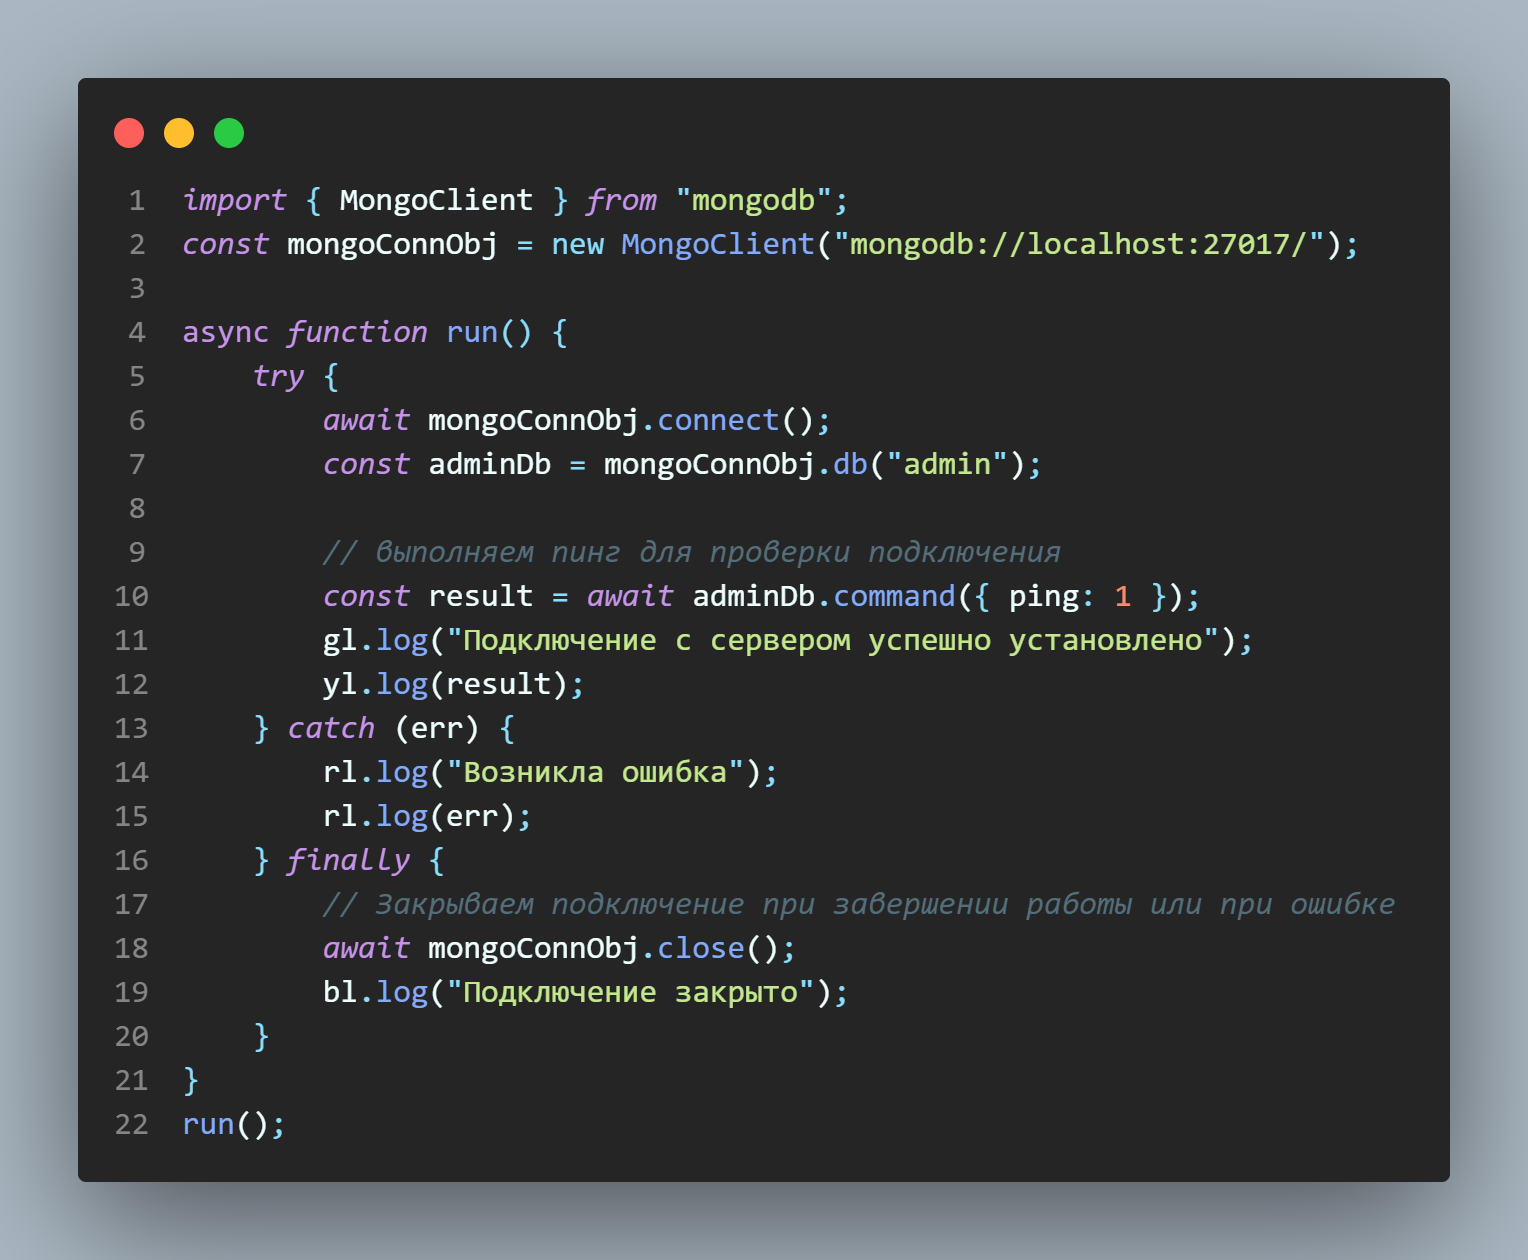 1 import { MongoClient } from "mongodb";
2 const mongoConnObj = new MongoClient("mongodb://localhost:27017/");
3
4 async function run() {
5 try {
6 await mongoConnObj.connect();
7 const adminDb = mongoConnObj.db("admin");
8
9 // выполняем пинг для проверки подключения
10 const result = await adminDb.command({ ping: 1 });
11 gl.log("Подключение с сервером успешно установлено");
12 yl.log(result);
13 } catch (err) {
14 rl.log("Возникла ошибка");
15 rl.log(err);
16 } finally {
17 // Закрываем подключение при завершении работы или при ошибке
18 await mongoConnObj.close();
19 bl.log("Подключение закрыто");
20 }
21 }
22 run();